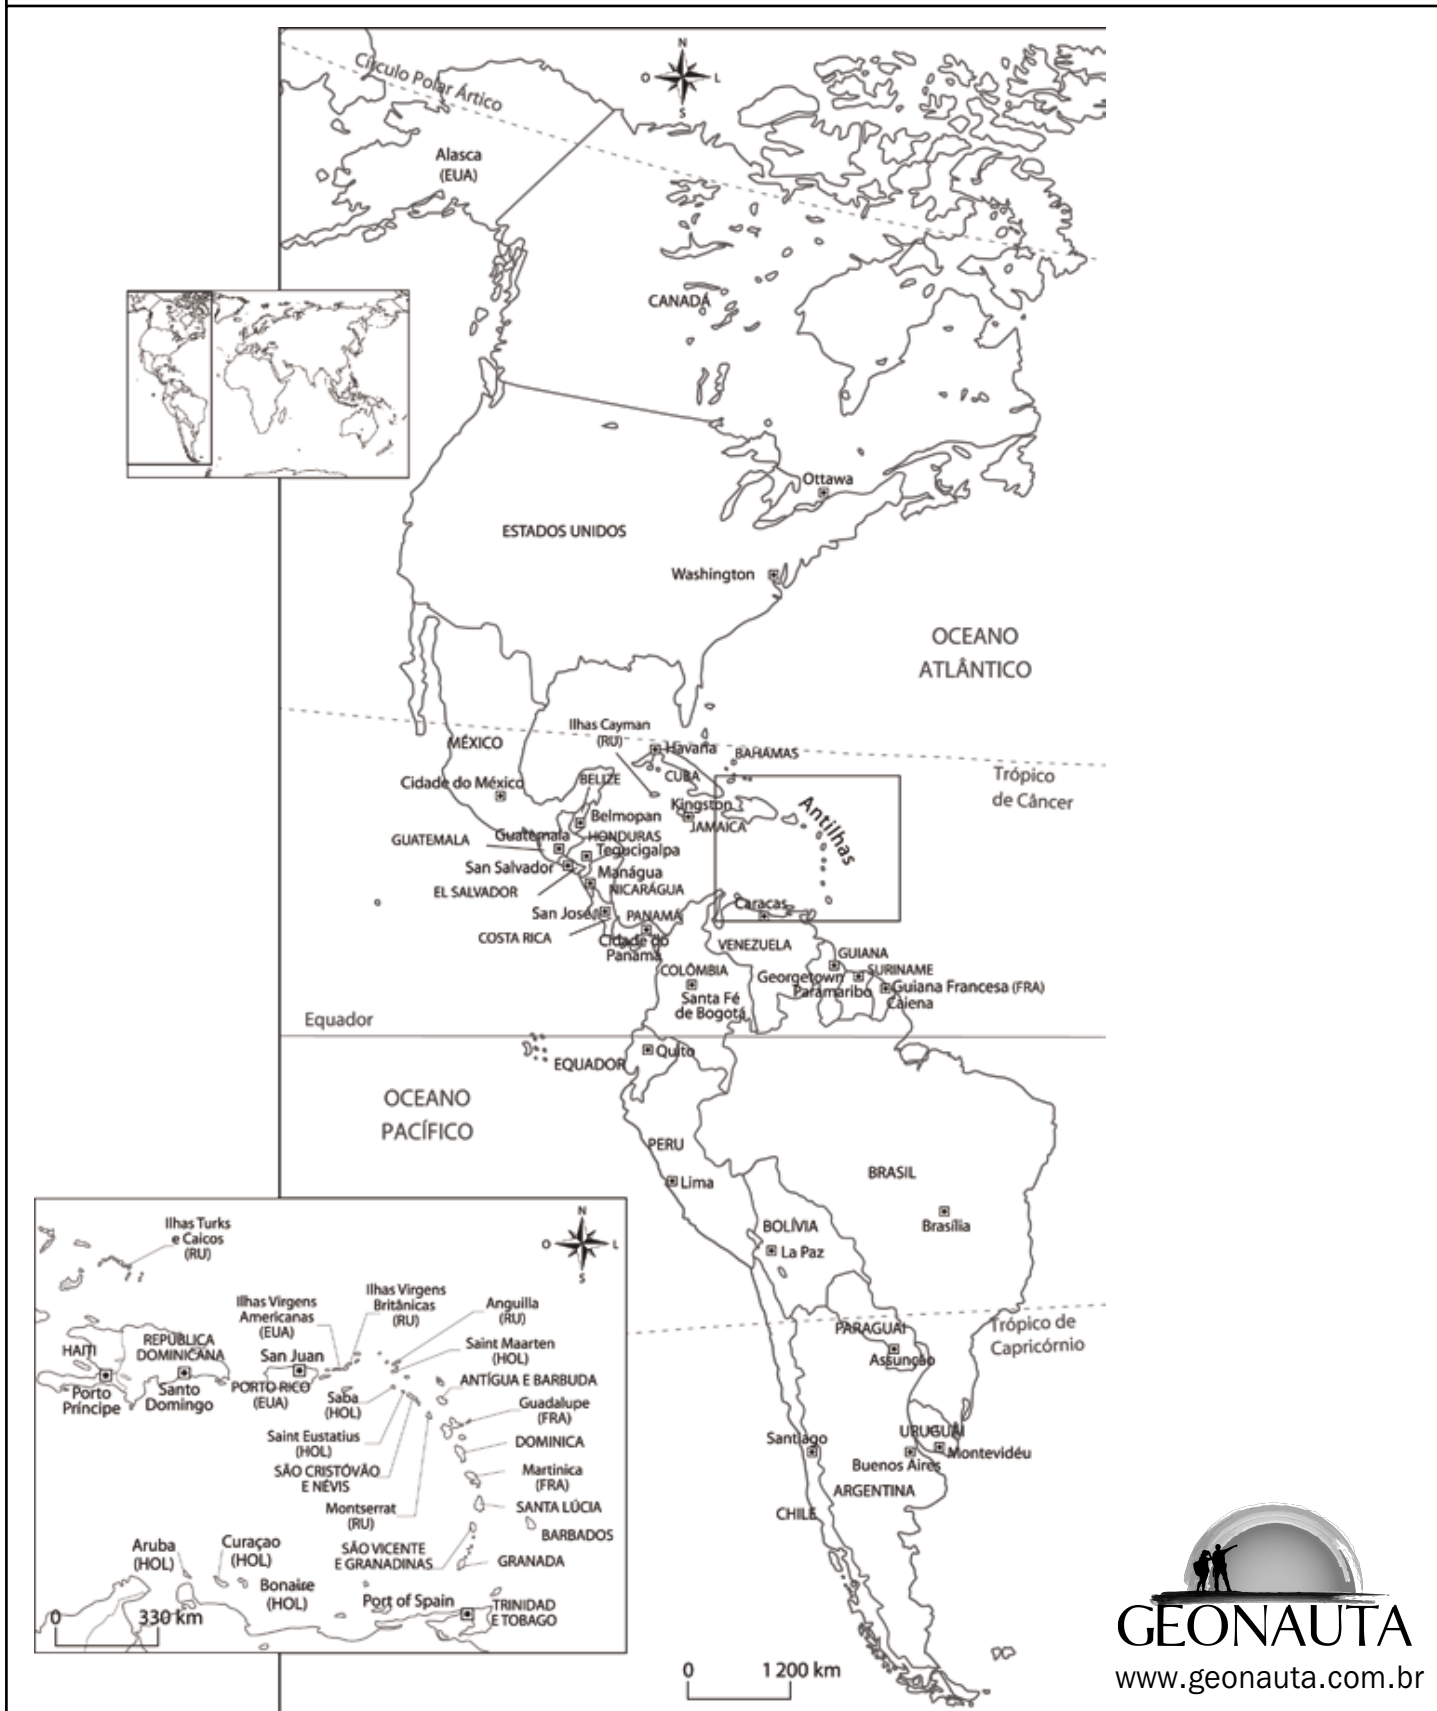 N
O
L
S
Círculo Polar Ártico
Alasca
(EUA)
CANADÁ
Ottawa
ESTADOS UNIDOS
Washington
OCEANO
ATLÂNTICO
Ilhas Cayman
(RU)
MÉXICO
Havana
BAHAMAS
Trópico
de Câncer
Cidade do México
BELIZE
CUBA
Kingston
JAMAICA
Antilhas
Belmopan
GUATEMALA
Guatemala
HONDURAS
Tegucigalpa
San Salvador
Manágua
EL SALVADOR
NICARÁGUA
San José
PANAMÁ
Caracas
COSTA RICA
Cidade do
Panamá
VENEZUELA
GUIANA
COLÔMBIA
Georgetown
SURINAME
Paramaribo
Guiana Francesa (FRA)
Caiena
Santa Fé
de Bogotá
Equador
Quito
EQUADOR
OCEANO
PACÍFICO
PERU
Lima
BRASIL
Brasília
BOLÍVIA
La Paz
Trópico de
Capricórnio
PARAGUAI
Assunção
URUGUAI
Santiago
Montevidéu
Buenos Aires
ARGENTINA
CHILE
0
1 200 km
N
O
L
S
Ilhas Turks
e Caicos
(RU)
Ilhas Virgens
Americanas
(EUA)
Ilhas Virgens
Britânicas
(RU)
Anguilla
(RU)
HAITI
REPÚBLICA
DOMINICANA
San Juan
Saint Maarten
(HOL)
Porto
Príncipe
Santo
Domingo
PORTO RICO
(EUA)
Saba
(HOL)
ANTÍGUA E BARBUDA
Guadalupe
(FRA)
Saint Eustatius
(HOL)
DOMINICA
SÃO CRISTÓVÃO
E NÉVIS
Martinica
(FRA)
Montserrat
(RU)
SANTA LÚCIA
BARBADOS
Aruba
(HOL)
Curaçao
(HOL)
SÃO VICENTE
E GRANADINAS
GRANADA
Bonaire
(HOL)
Port of Spain
TRINIDAD
E TOBAGO
0
330 km
GEONAUTA
www.geonauta.com.br